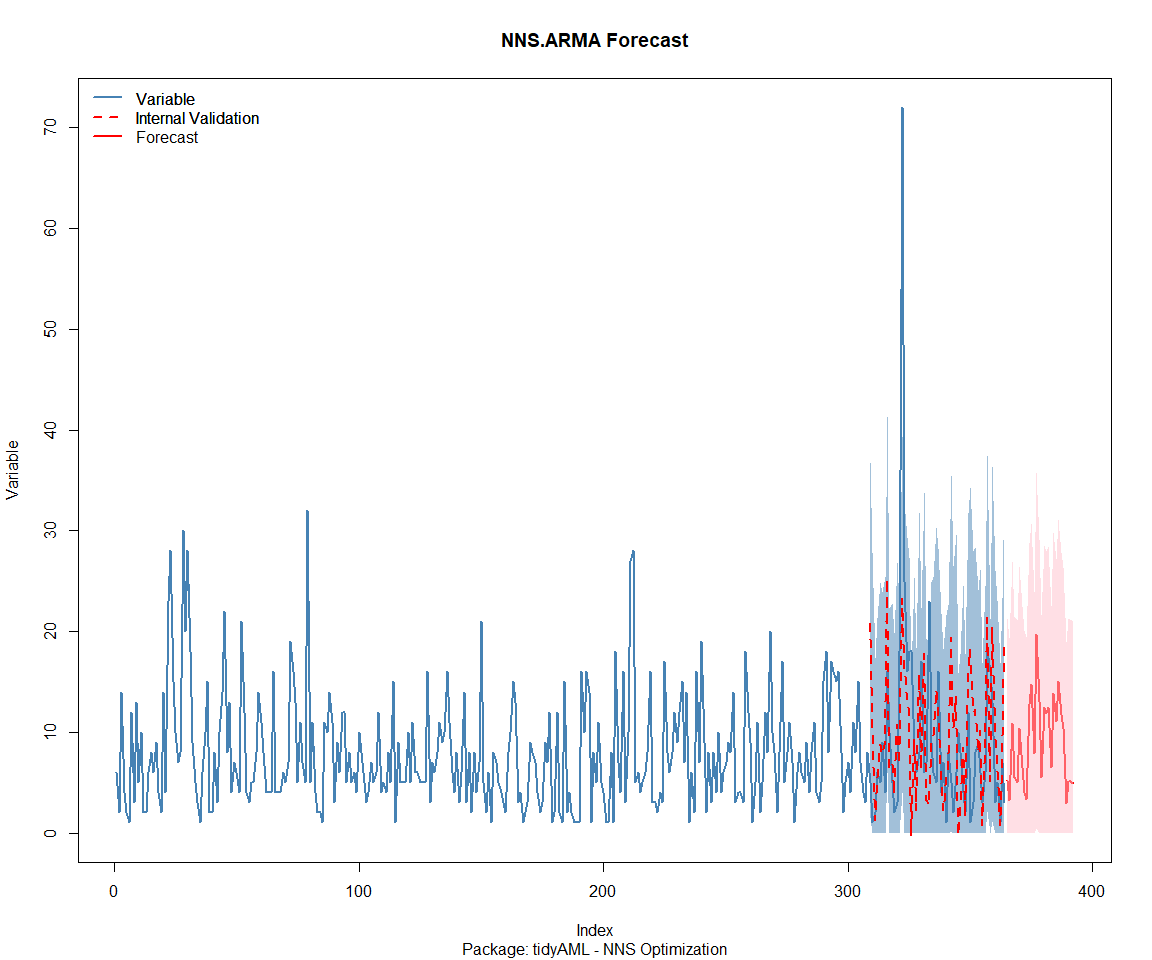 NNS.ARMA Forecast
Variable
Internal Validation
Forecast
Variable
70
60
50
40
30
20
10
0
0 100 200 300 400
Index
Package: tidyAML - NNS Optimization